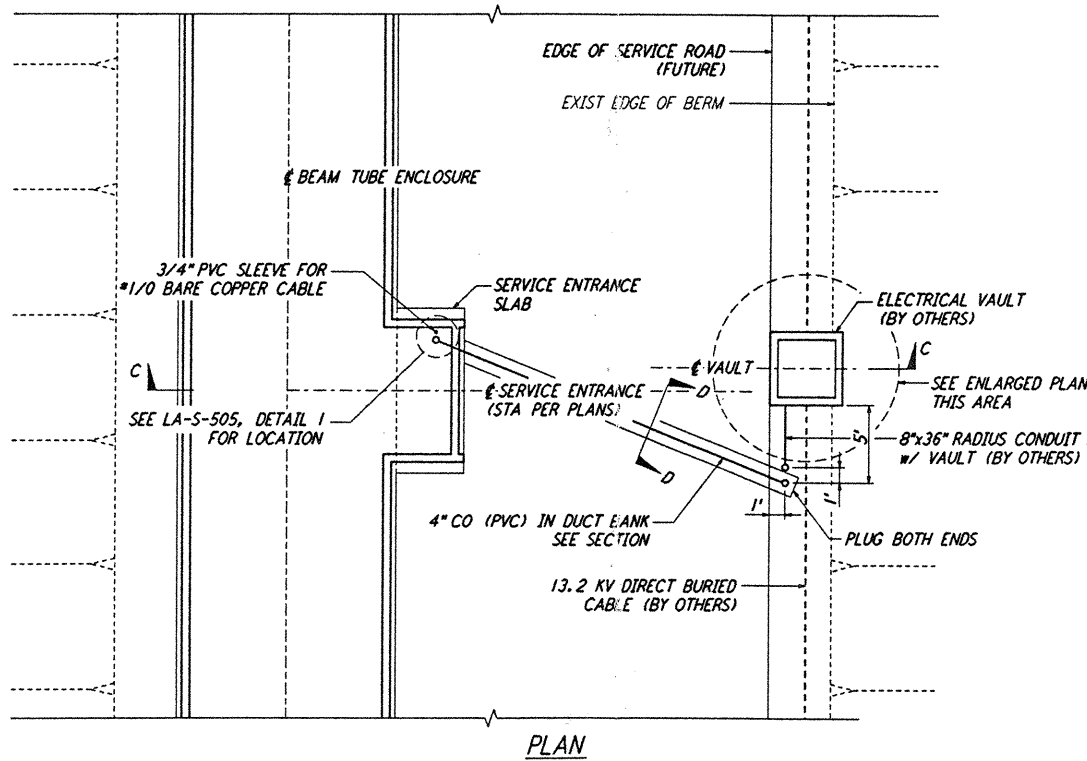 EDGE OF SERVICE ROAD
(FUTURE)
EXIST EDGE OF BERM
℄ BEAM TUBE ENCLOSURE
3/4" PVC SLEEVE FOR
#1/0 BARE COPPER CABLE
SERVICE ENTRANCE
SLAB
ELECTRICAL VAULT
(BY OTHERS)
C
C
℄ VAULT
℄ SERVICE ENTRANCE
(STA PER PLANS)
D
SEE ENLARGED PLAN
THIS AREA
SEE LA-S-505, DETAIL 1
FOR LOCATION
5'
8"x36" RADIUS CONDUIT
w/ VAULT (BY OTHERS)
D
1'
1'
4" CO (PVC) IN DUCT BANK
SEE SECTION
PLUG BOTH ENDS
13.2 KV DIRECT BURIED
CABLE (BY OTHERS)
PLAN